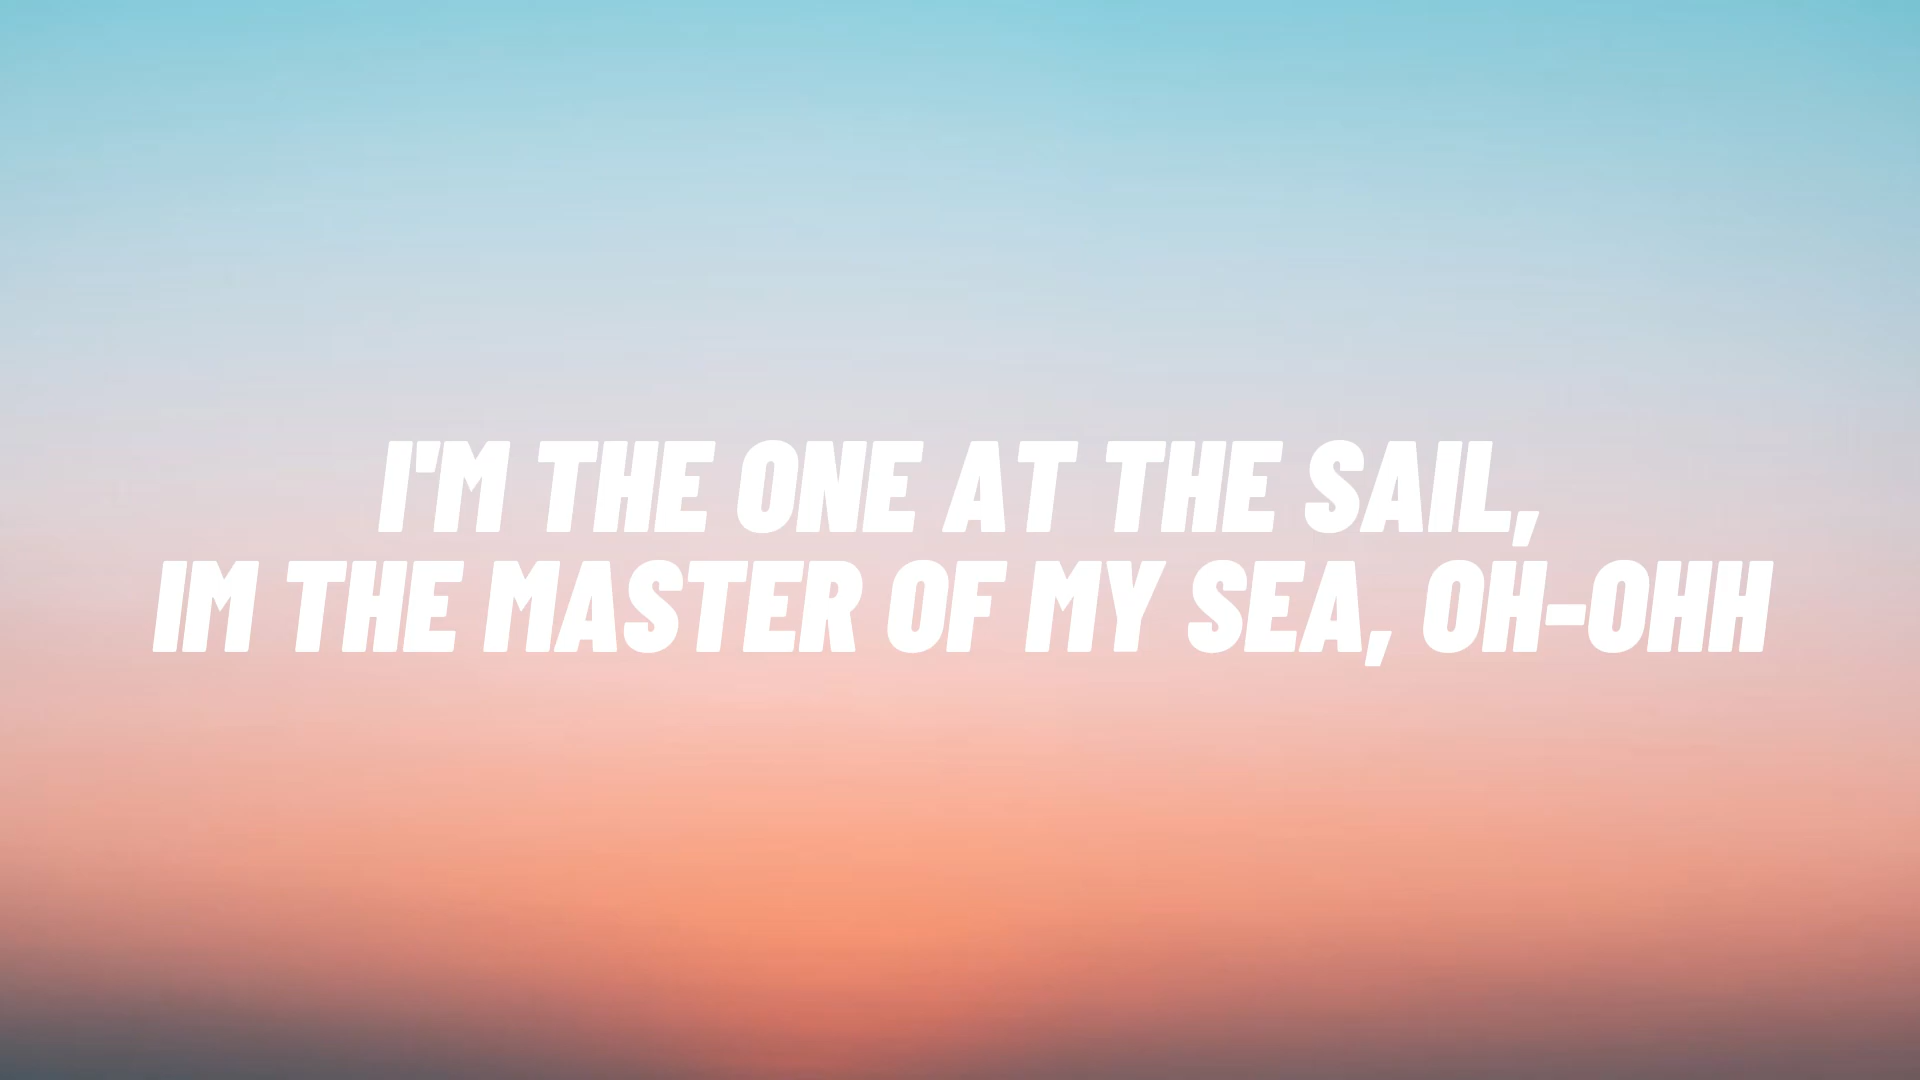 I'M THE ONE AT THE SAIL,
IM THE MASTER OF MY SEA, OH-OHH